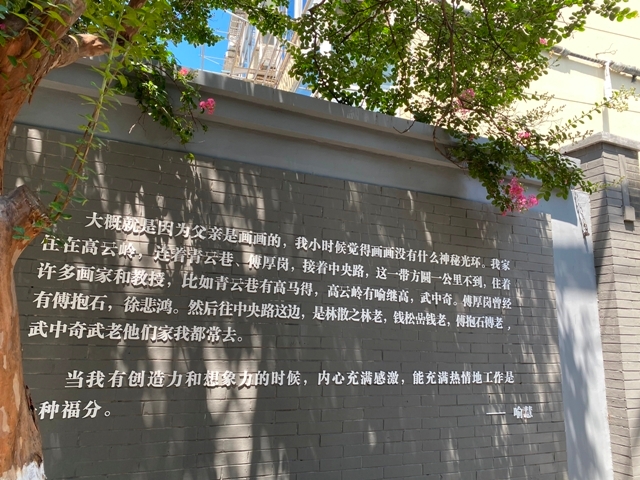 大概就是因为父亲是画画的，我小时候觉得画画没有什么神秘光环。我家
住在高云岭，连着青云巷、傅厚岗，接着中央路，这一带方圆一公里不到，住着
许多画家和教授，比如青云巷有高马得，高云岭有喻继高，武中奇。傅厚岗曾经
有傅抱石，徐悲鸿。然后往中央路这边，是林散之林老，钱松喦钱老，傅抱石傅老，
武中奇武老他们家我都常去。
当我有创造力和想象力的时候，内心充满感激，能充满热情地工作是
种福分。
—— 喻慧